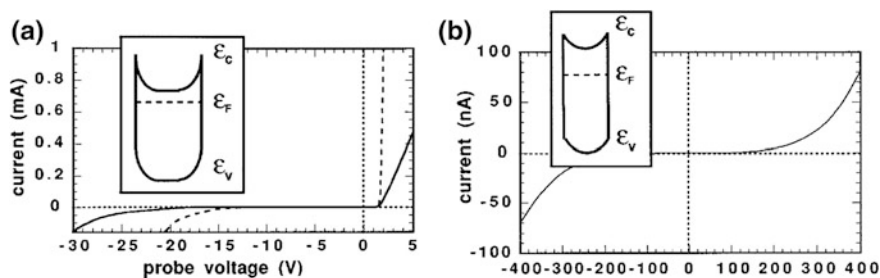 (a)
current (mA)
1
0.8
0.6
0.4
0.2
0
-30 -25 -20 -15 -10 -5 0 5
probe voltage (V)
εc
εF
εv
(b)
current (nA)
100
50
0
-50
-100
-400-300-200-100 0 100 200 300 400
εc
εF
εv